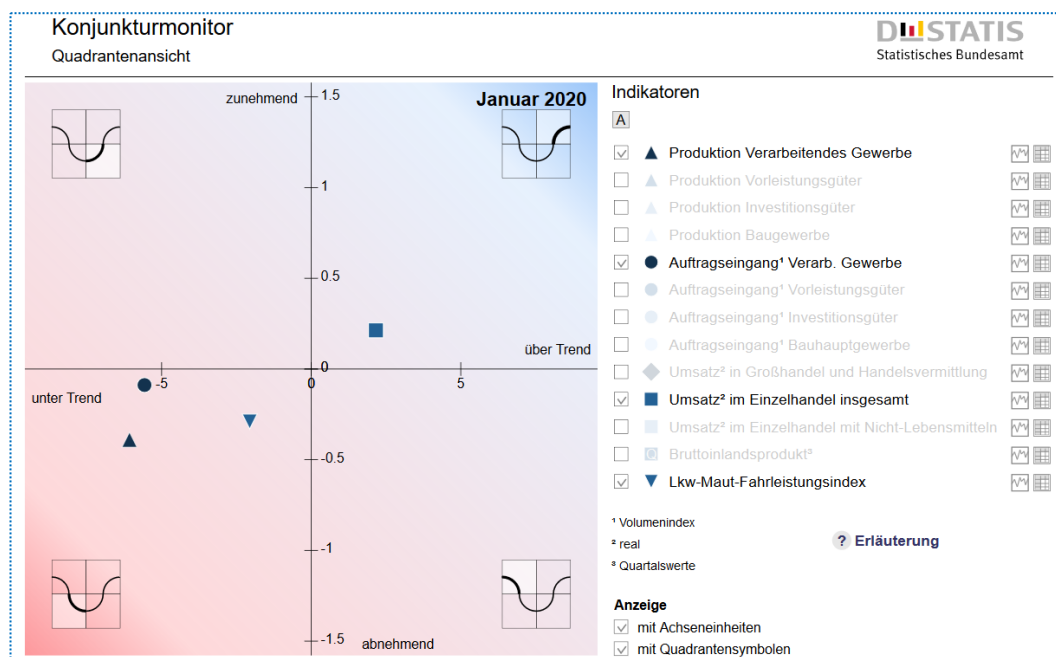 Konjunkturmonitor
Quadrantenansicht
DESTATIS
Statistisches Bundesamt
zunehmend
1.5
Januar 2020
1
0.5
über Trend
0
-5
0
5
unter Trend
-0.5
-1
-1.5
abnehmend
Indikatoren
A
Produktion Verarbeitendes Gewerbe
Produktion Vorleistungsgüter
Produktion Investitionsgüter
Produktion Baugewerbe
Auftragseingang¹ Verarb. Gewerbe
Auftragseingang¹ Vorleistungsgüter
Auftragseingang¹ Investitionsgüter
Auftragseingang¹ Bauhauptgewerbe
Umsatz² in Großhandel und Handelsvermittlung
Umsatz² im Einzelhandel insgesamt
Umsatz² im Einzelhandel mit Nicht-Lebensmitteln
Bruttoinlandsprodukt³
Lkw-Maut-Fahrleistungsindex
¹ Volumenindex
² real
³ Quartalswerte
? Erläuterung
Anzeige
mit Achseneinheiten
mit Quadrantensymbolen